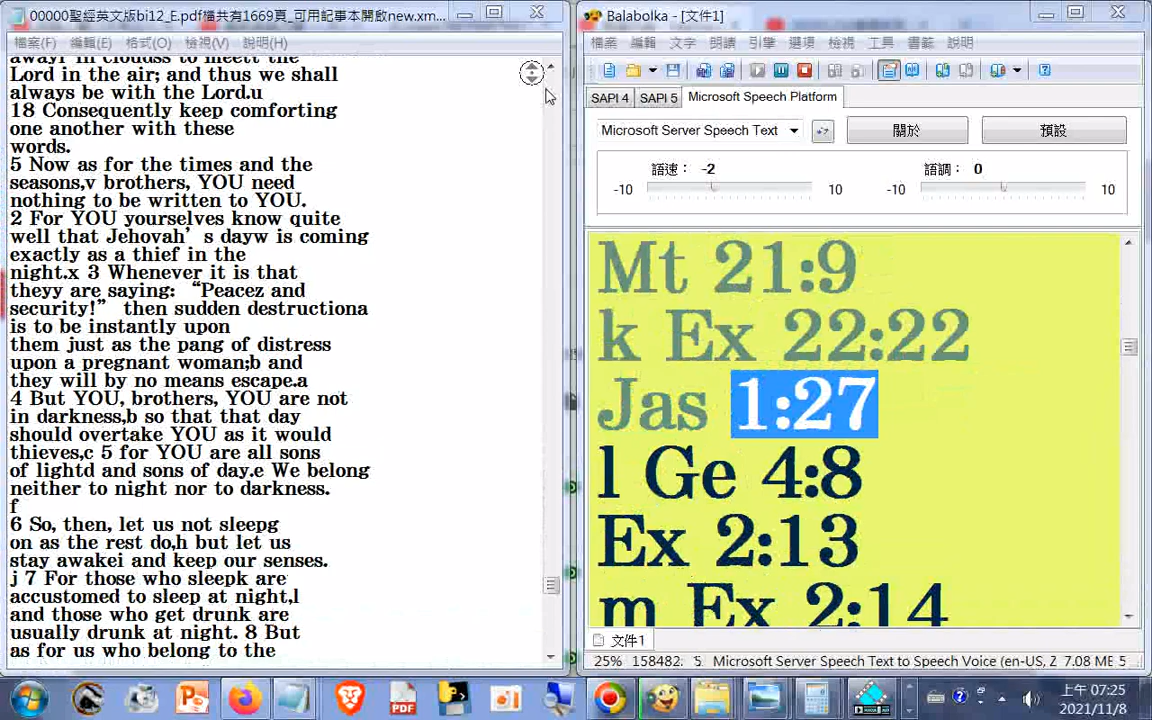 00000聖經英文版bi12_E.pdf檔共有1669頁_可用記事本開啟new.xm...
檔案(F) 編輯(E) 格式(O) 檢視(V) 說明(H)
awayr in cloudss to meett the
Lord in the air; and thus we shall
always be with the Lord.u
18 Consequently keep comforting
one another with these
words.
5 Now as for the times and the
seasons,v brothers, YOU need
nothing to be written to YOU.
2 For YOU yourselves know quite
well that Jehovah’s dayw is coming
exactly as a thief in the
night.x 3 Whenever it is that
theyy are saying: “Peacez and
security!” then sudden destructiona
is to be instantly upon
them just as the pang of distress
upon a pregnant woman;b and
they will by no means escape.a
4 But YOU, brothers, YOU are not
in darkness,b so that that day
should overtake YOU as it would
thieves,c 5 for YOU are all sons
of lightd and sons of day.e We belong
neither to night nor to darkness.
f
6 So, then, let us not sleepg
on as the rest do,h but let us
stay awakei and keep our senses.
j 7 For those who sleepk are
accustomed to sleep at night,l
and those who get drunk are
usually drunk at night. 8 But
as for us who belong to the
Balabolka - [文件1]
檔案 編輯 文字 朗讀 引擎 選項 檢視 工具 書籤 說明
SAPI 4 SAPI 5 Microsoft Speech Platform
Microsoft Server Speech Text 關於 預設
語速: -2 語調: 0
-10 10 -10 10
Mt 21:9
k Ex 22:22
Jas 1:27
l Ge 4:8
Ex 2:13
m Ex 2:14
文件1
25% 158482. Microsoft Server Speech Text to Speech Voice (en-US, Z 7.08 MB 5
上午 07:25
2021/11/8